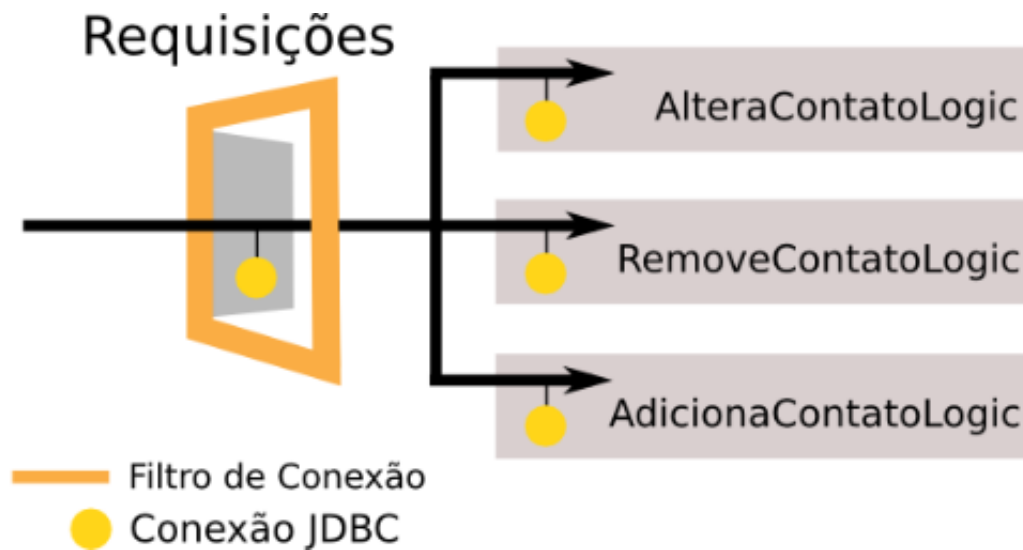 Requisições
AlteraContatoLogic
RemoveContatoLogic
AdicionaContatoLogic
Filtro de Conexão
Conexão JDBC